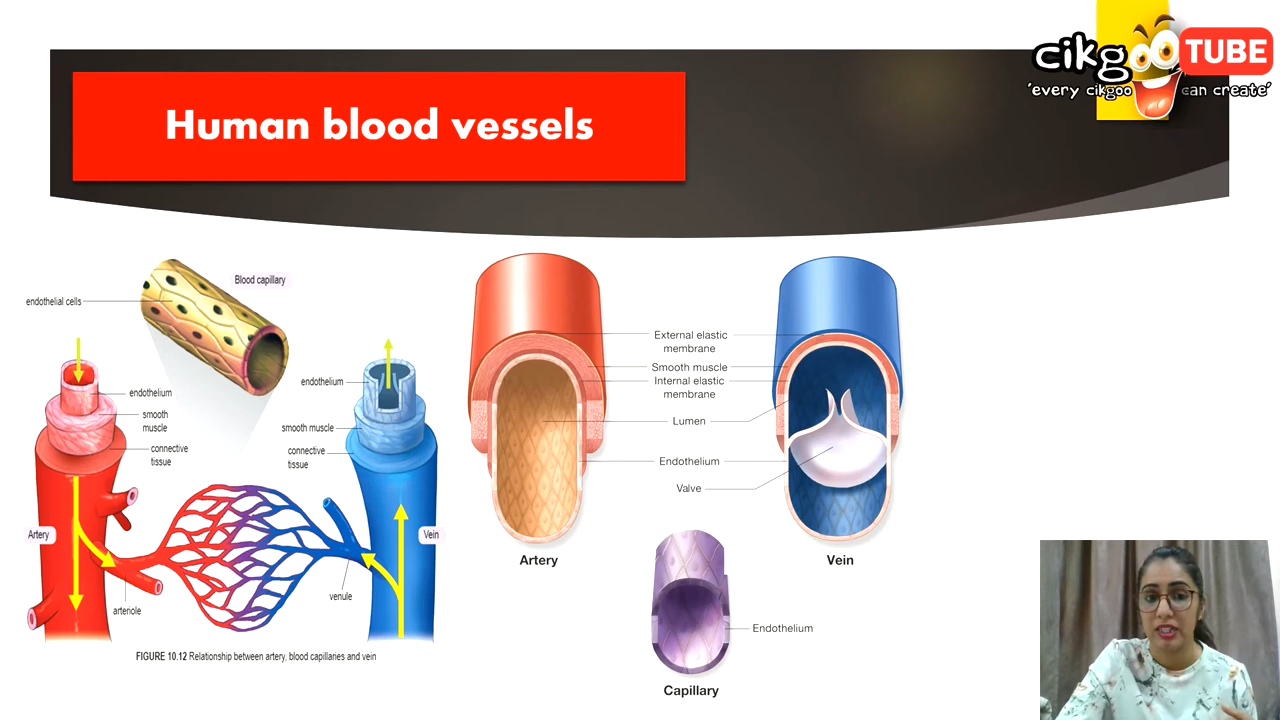 cikgoo TUBE
'every cikgoo can create'
Human blood vessels
Blood capillary
endothelial cells
endothelium
smooth
muscle
connective
tissue
endothelium
smooth muscle
connective
tissue
Artery
Vein
arteriole
venule
FIGURE 10.12 Relationship between artery, blood capillaries and vein
External elastic
membrane
Smooth muscle
Internal elastic
membrane
Lumen
Endothelium
Valve
Artery
Vein
Endothelium
Capillary